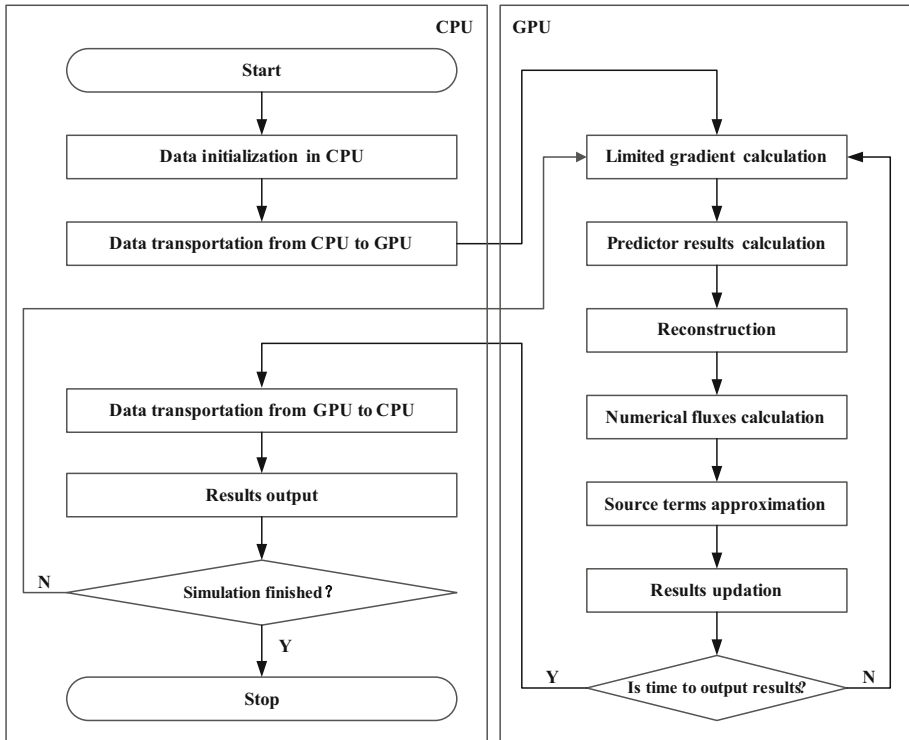 CPU
Start
Data initialization in CPU
Data transportation from CPU to GPU
Data transportation from GPU to CPU
Results output
Simulation finished?
N
Y
Stop
GPU
Limited gradient calculation
Predictor results calculation
Reconstruction
Numerical fluxes calculation
Source terms approximation
Results updation
Is time to output results?
Y
N